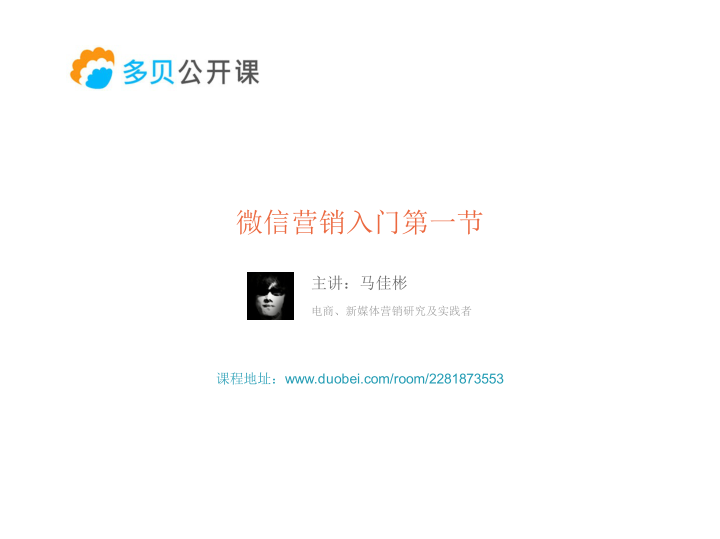 多贝公开课
微信营销入门第一节
主讲：马佳彬
电商、新媒体营销研究及实践者
课程地址：www.duobei.com/room/2281873553